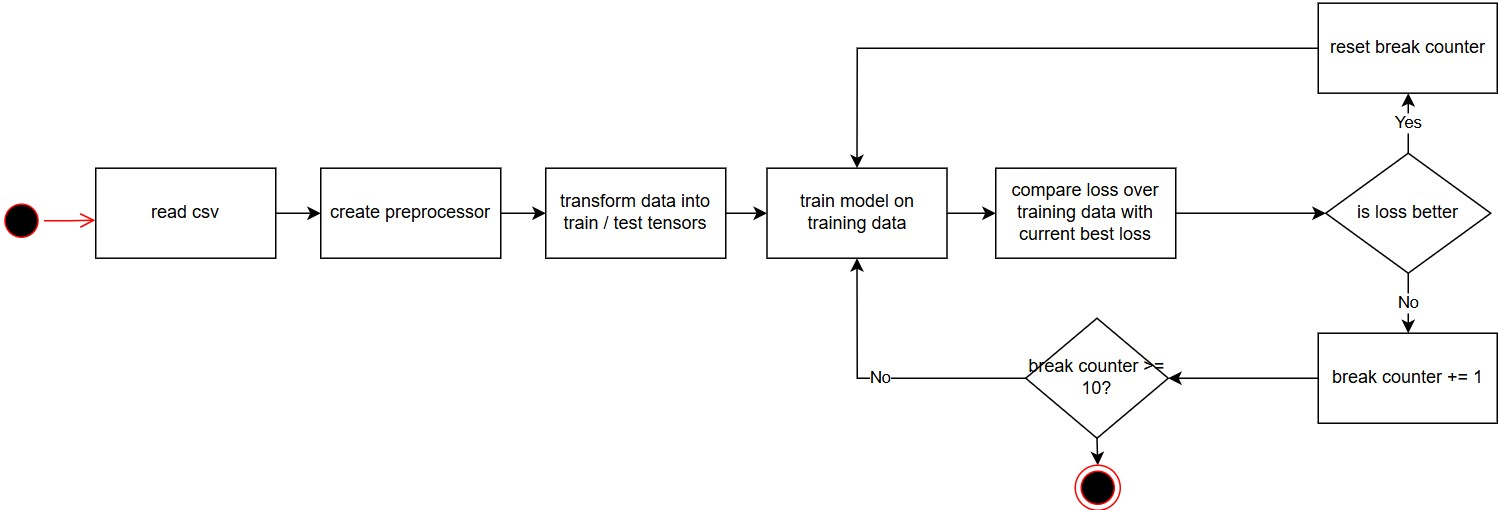 reset break counter
Yes
read csv
create preprocessor
transform data into
train / test tensors
train model on
training data
compare loss over
training data with
current best loss
is loss better
No
break counter >=
10?
No
break counter += 1